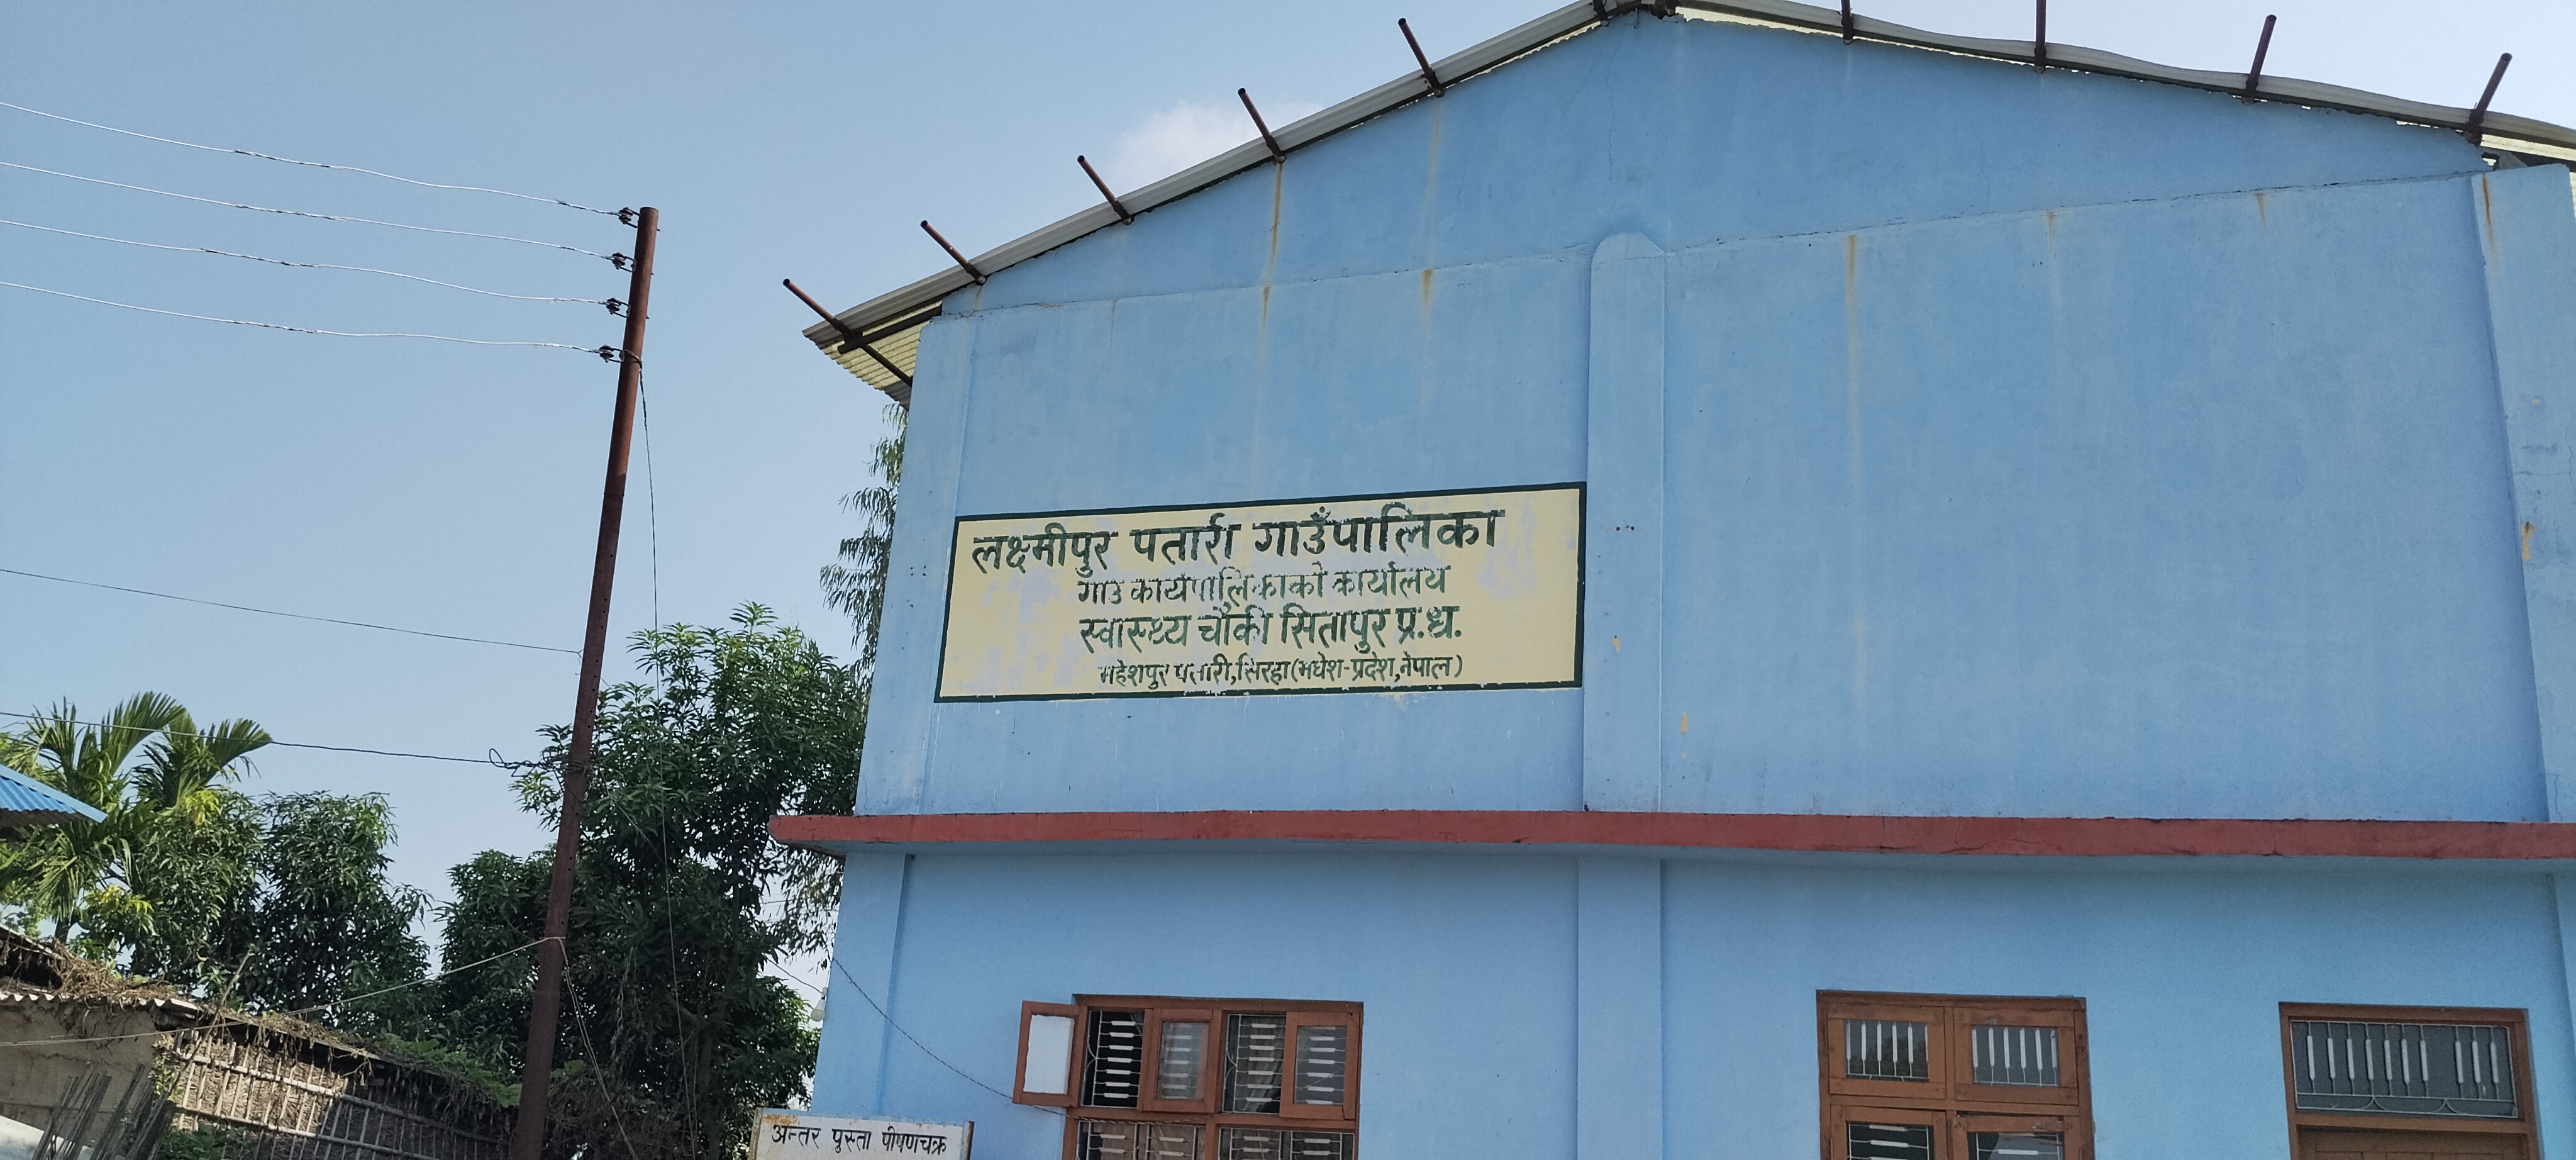 लक्ष्मीपुर पतारी गाउँपालिका
गाउ कार्यपालिकाको कार्यालय
स्वास्थ्य चौकी सितापुर प्र.ध.
महेशपुर पतारी,सिरहा(मधेश-प्रदेश,नेपाल)
अन्तर पुस्ता पोषणचक्र